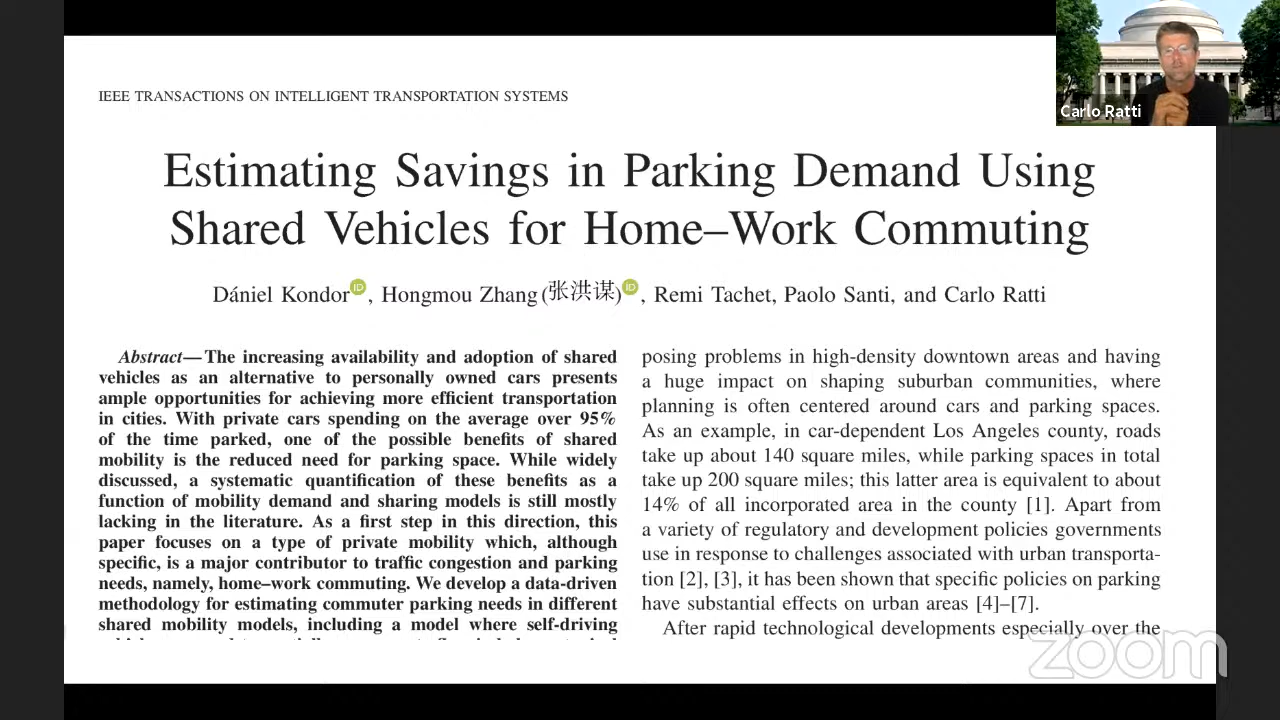 IEEE TRANSACTIONS ON INTELLIGENT TRANSPORTATION SYSTEMS
Carlo Ratti
Estimating Savings in Parking Demand Using
Shared Vehicles for Home–Work Commuting
Dániel Kondor iD, Hongmou Zhang (张洪谋) iD, Remi Tachet, Paolo Santi, and Carlo Ratti
Abstract—The increasing availability and adoption of shared
vehicles as an alternative to personally owned cars presents
ample opportunities for achieving more efficient transportation
in cities. With private cars spending on the average over 95%
of the time parked, one of the possible benefits of shared
mobility is the reduced need for parking space. While widely
discussed, a systematic quantification of these benefits as a
function of mobility demand and sharing models is still mostly
lacking in the literature. As a first step in this direction, this
paper focuses on a type of private mobility which, although
specific, is a major contributor to traffic congestion and parking
needs, namely, home–work commuting. We develop a data-driven
methodology for estimating commuter parking needs in different
shared mobility models, including a model where self-driving
posing problems in high-density downtown areas and having
a huge impact on shaping suburban communities, where
planning is often centered around cars and parking spaces.
As an example, in car-dependent Los Angeles county, roads
take up about 140 square miles, while parking spaces in total
take up 200 square miles; this latter area is equivalent to about
14% of all incorporated area in the county [1]. Apart from
a variety of regulatory and development policies governments
use in response to challenges associated with urban transporta-
tion [2], [3], it has been shown that specific policies on parking
have substantial effects on urban areas [4]–[7].
After rapid technological developments especially over the
zoom